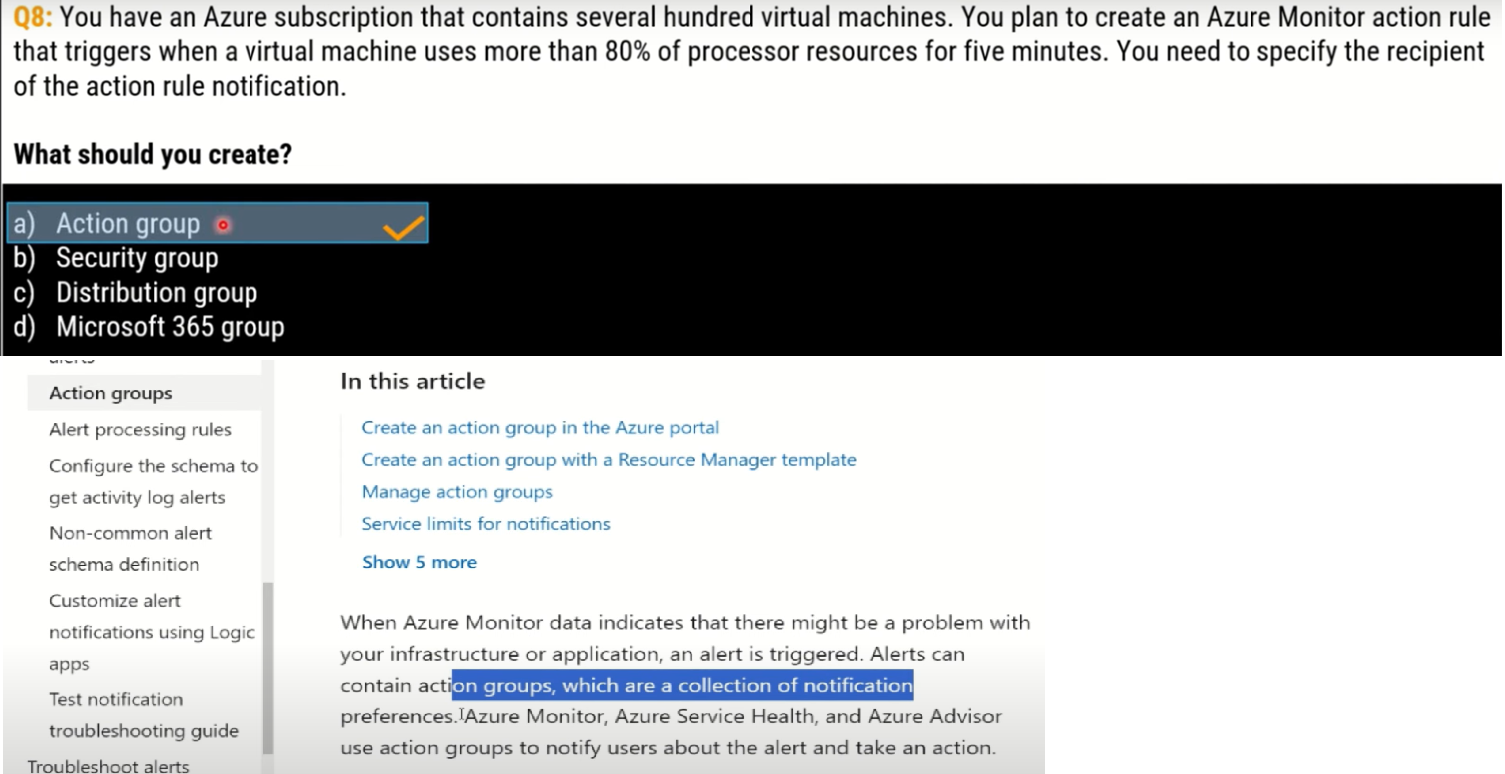 Q8: You have an Azure subscription that contains several hundred virtual machines. You plan to create an Azure Monitor action rule
that triggers when a virtual machine uses more than 80% of processor resources for five minutes. You need to specify the recipient
of the action rule notification.
What should you create?
a) Action group
b) Security group
c) Distribution group
d) Microsoft 365 group
Action groups
Alert processing rules
Configure the schema to
get activity log alerts
Non-common alert
schema definition
Customize alert
notifications using Logic
apps
Test notification
troubleshooting guide
Troubleshoot alerts
In this article
Create an action group in the Azure portal
Create an action group with a Resource Manager template
Manage action groups
Service limits for notifications
Show 5 more
When Azure Monitor data indicates that there might be a problem with
your infrastructure or application, an alert is triggered. Alerts can
contain action groups, which are a collection of notification
preferences. Azure Monitor, Azure Service Health, and Azure Advisor
use action groups to notify users about the alert and take an action.